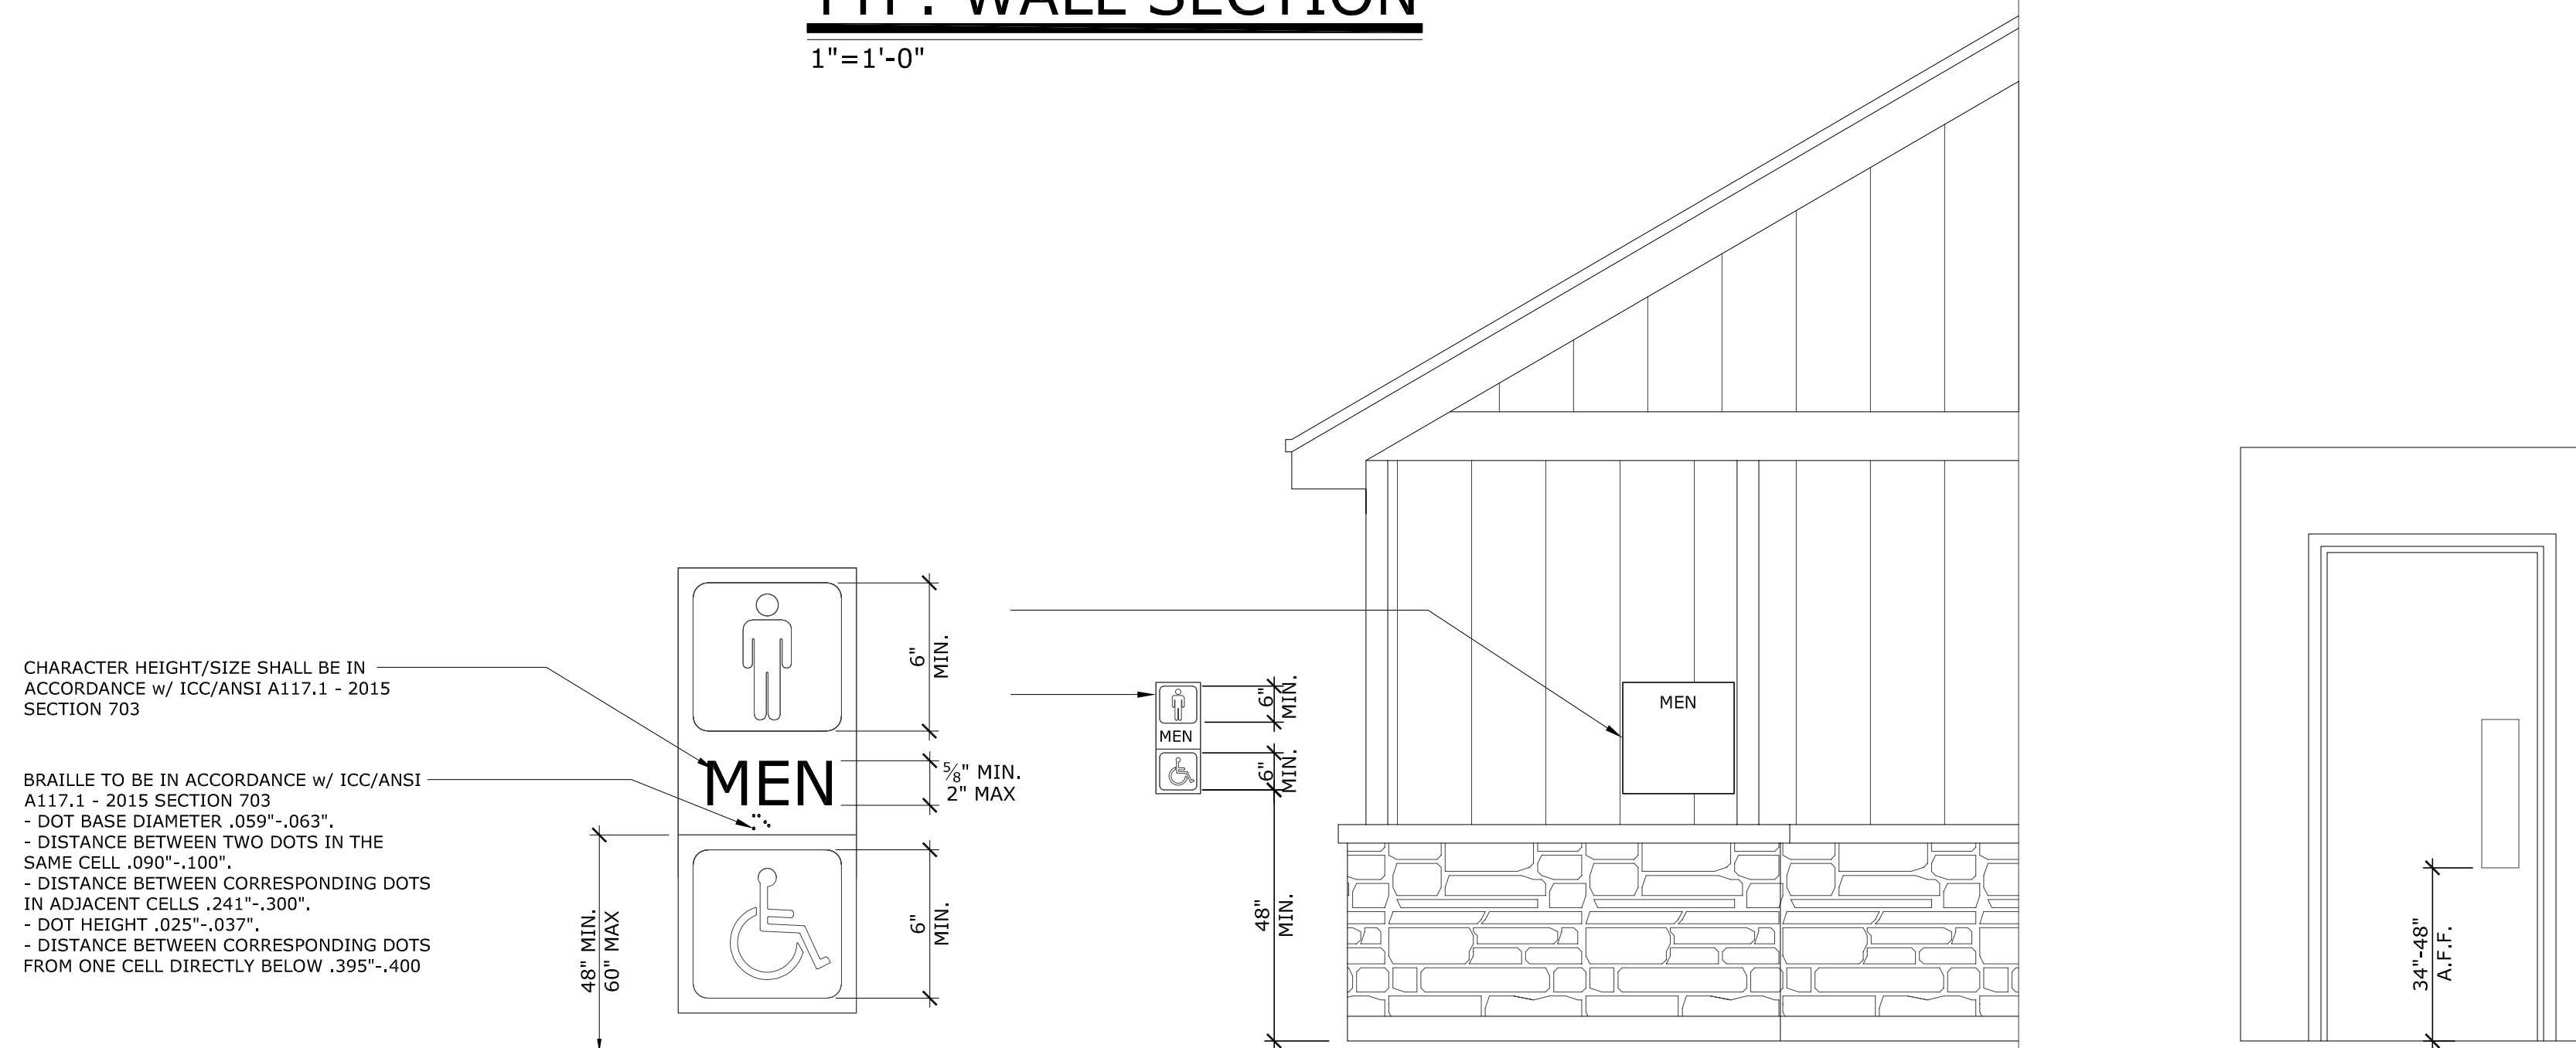 TYP. WALL SECTION
1"=1'-0"
CHARACTER HEIGHT/SIZE SHALL BE IN
ACCORDANCE w/ ICC/ANSI A117.1 - 2015
SECTION 703
BRAILLE TO BE IN ACCORDANCE w/ ICC/ANSI
A117.1 - 2015 SECTION 703
- DOT BASE DIAMETER .059"-.063".
- DISTANCE BETWEEN TWO DOTS IN THE
SAME CELL .090"-.100".
- DISTANCE BETWEEN CORRESPONDING DOTS
IN ADJACENT CELLS .241"-.300".
- DOT HEIGHT .025"-.037".
- DISTANCE BETWEEN CORRESPONDING DOTS
FROM ONE CELL DIRECTLY BELOW .395"-.400
48" MIN.
60" MAX
MEN
6"
MIN.
⅝" MIN.
2" MAX
6"
MIN.
MEN
6"
MIN.
6"
MIN.
48"
MIN.
MEN
34"-48"
A.F.F.